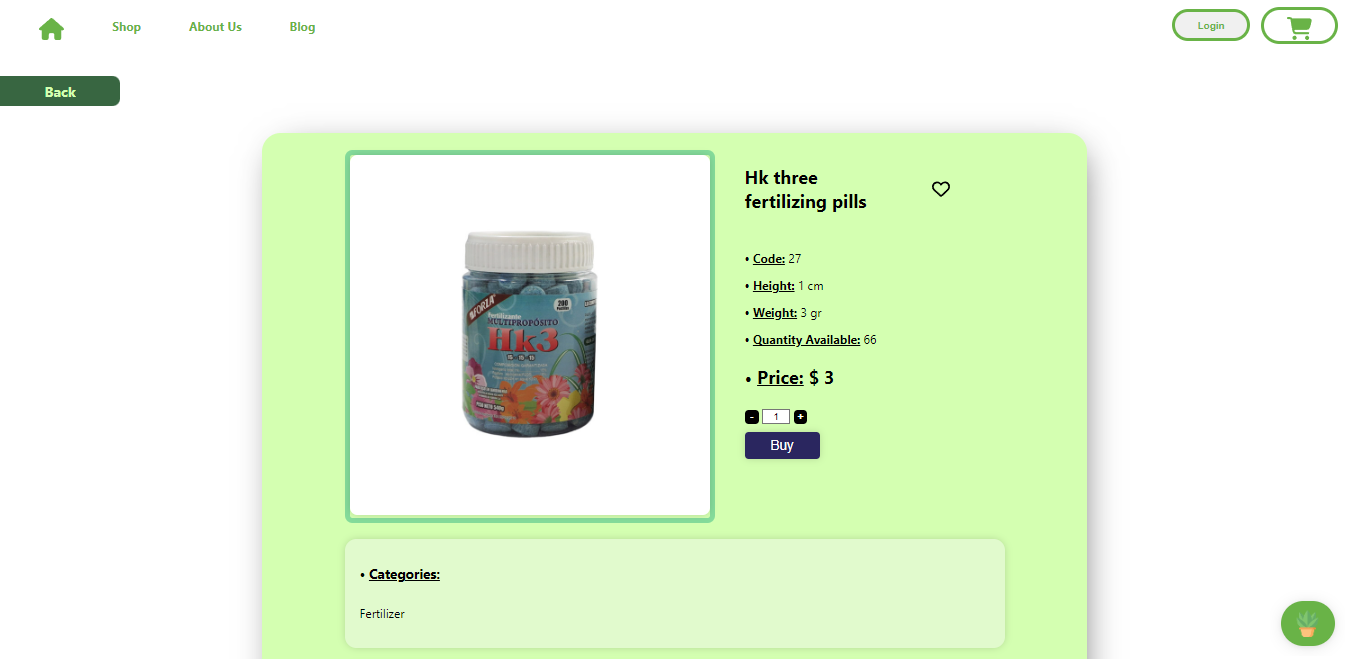 Shop
About Us
Blog
Login
Back
Hk three
fertilizing pills
• Code: 27
• Height: 1 cm
• Weight: 3 gr
• Quantity Available: 66
• Price: $ 3
- 1 +
Buy
FORZA
200
Fertilizante
MULTIPROPÓSITO
Hk3
• Categories:
Fertilizer